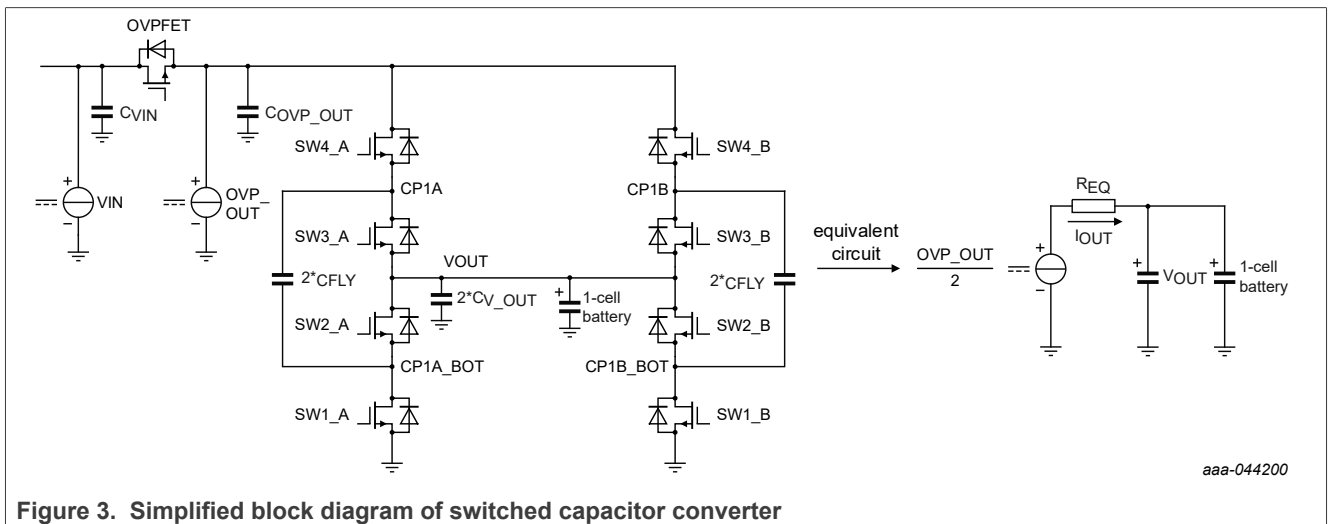 OVPFET
CVIN
COVP_OUT
SW4_A
SW4_B
CP1A
CP1B
+
VIN
-
+
OVP_
OUT
-
SW3_A
SW3_B
VOUT
2*CFLY
2*CV_OUT
+
1-cell
battery
2*CFLY
SW2_A
SW2_B
CP1A_BOT
CP1B_BOT
SW1_A
SW1_B
equivalent
circuit
OVP_OUT
2
+
-
REQ
IOUT
+
VOUT
+
1-cell
battery
aaa-044200
Figure 3. Simplified block diagram of switched capacitor converter